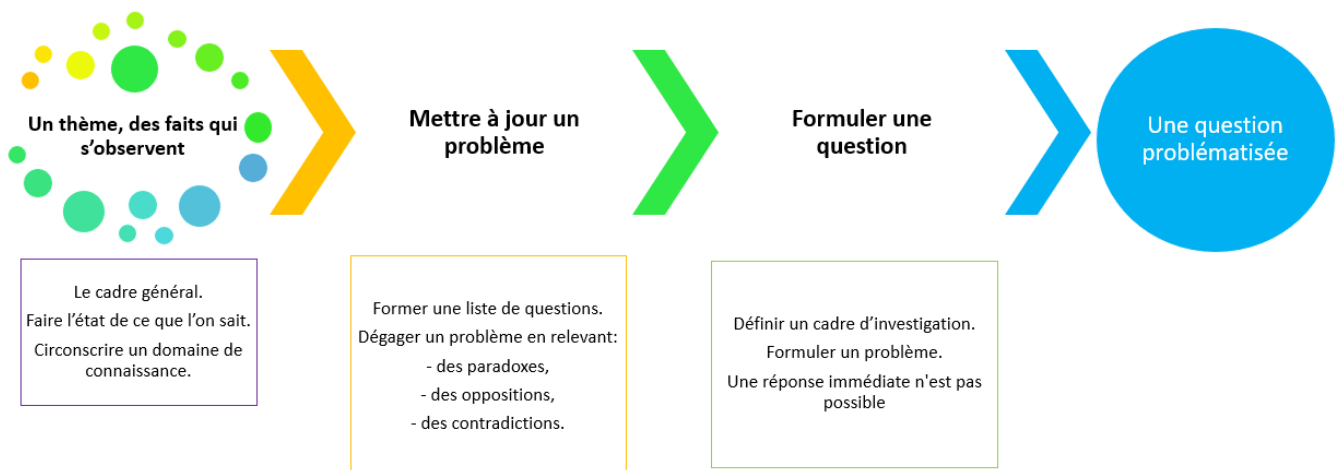 Un thème, des faits qui
s’observent
Mettre à jour un
problème
Formuler une
question
Une question
problématisée
Le cadre général.
Faire l’état de ce que l’on sait.
Circonscrire un domaine de
connaissance.
Former une liste de questions.
Dégager un problème en relevant:
- des paradoxes,
- des oppositions,
- des contradictions.
Définir un cadre d’investigation.
Formuler un problème.
Une réponse immédiate n'est pas
possible